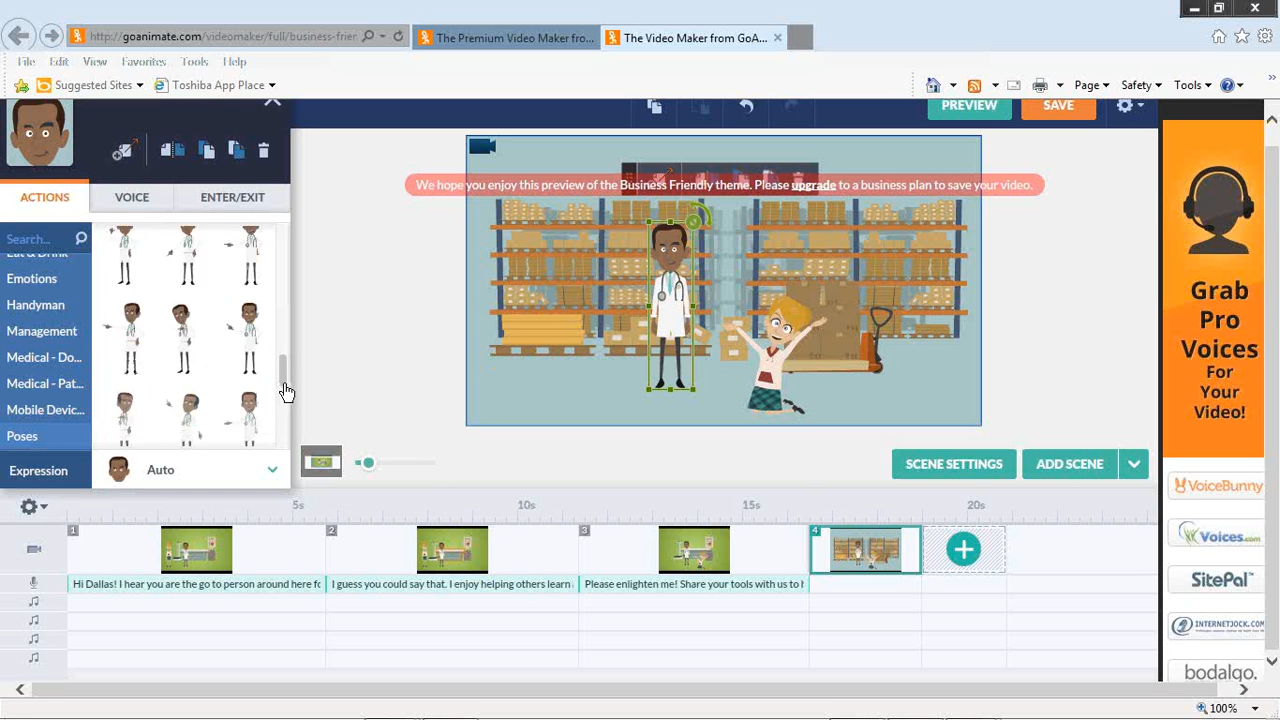 http://goanimate.com/videomaker/full/business-frier
The Premium Video Maker fro...
The Video Maker from GoA...
File Edit View Favorites Tools Help
Suggested Sites
Toshiba App Place
Page Safety Tools
PREVIEW
SAVE
ACTIONS
VOICE
ENTER/EXIT
We hope you enjoy this preview of the Business Friendly theme. Please upgrade to a business plan to save your video.
Search...
Eat & Drink
Emotions
Handyman
Management
Medical - Do...
Medical - Pat...
Mobile Devic...
Poses
Expression
Auto
SCENE SETTINGS
ADD SCENE
5s
10s
15s
20s
1
2
3
4
Hi Dallas! I hear you are the go to person around here fo
I guess you could say that. I enjoy helping others learn
Please enlighten me! Share your tools with us to h
Grab
Pro
Voices
For
Your
Video!
VoiceBunny
Voices.com
SitePal
INTERNETJOCK.COM
bodalgo.
100%